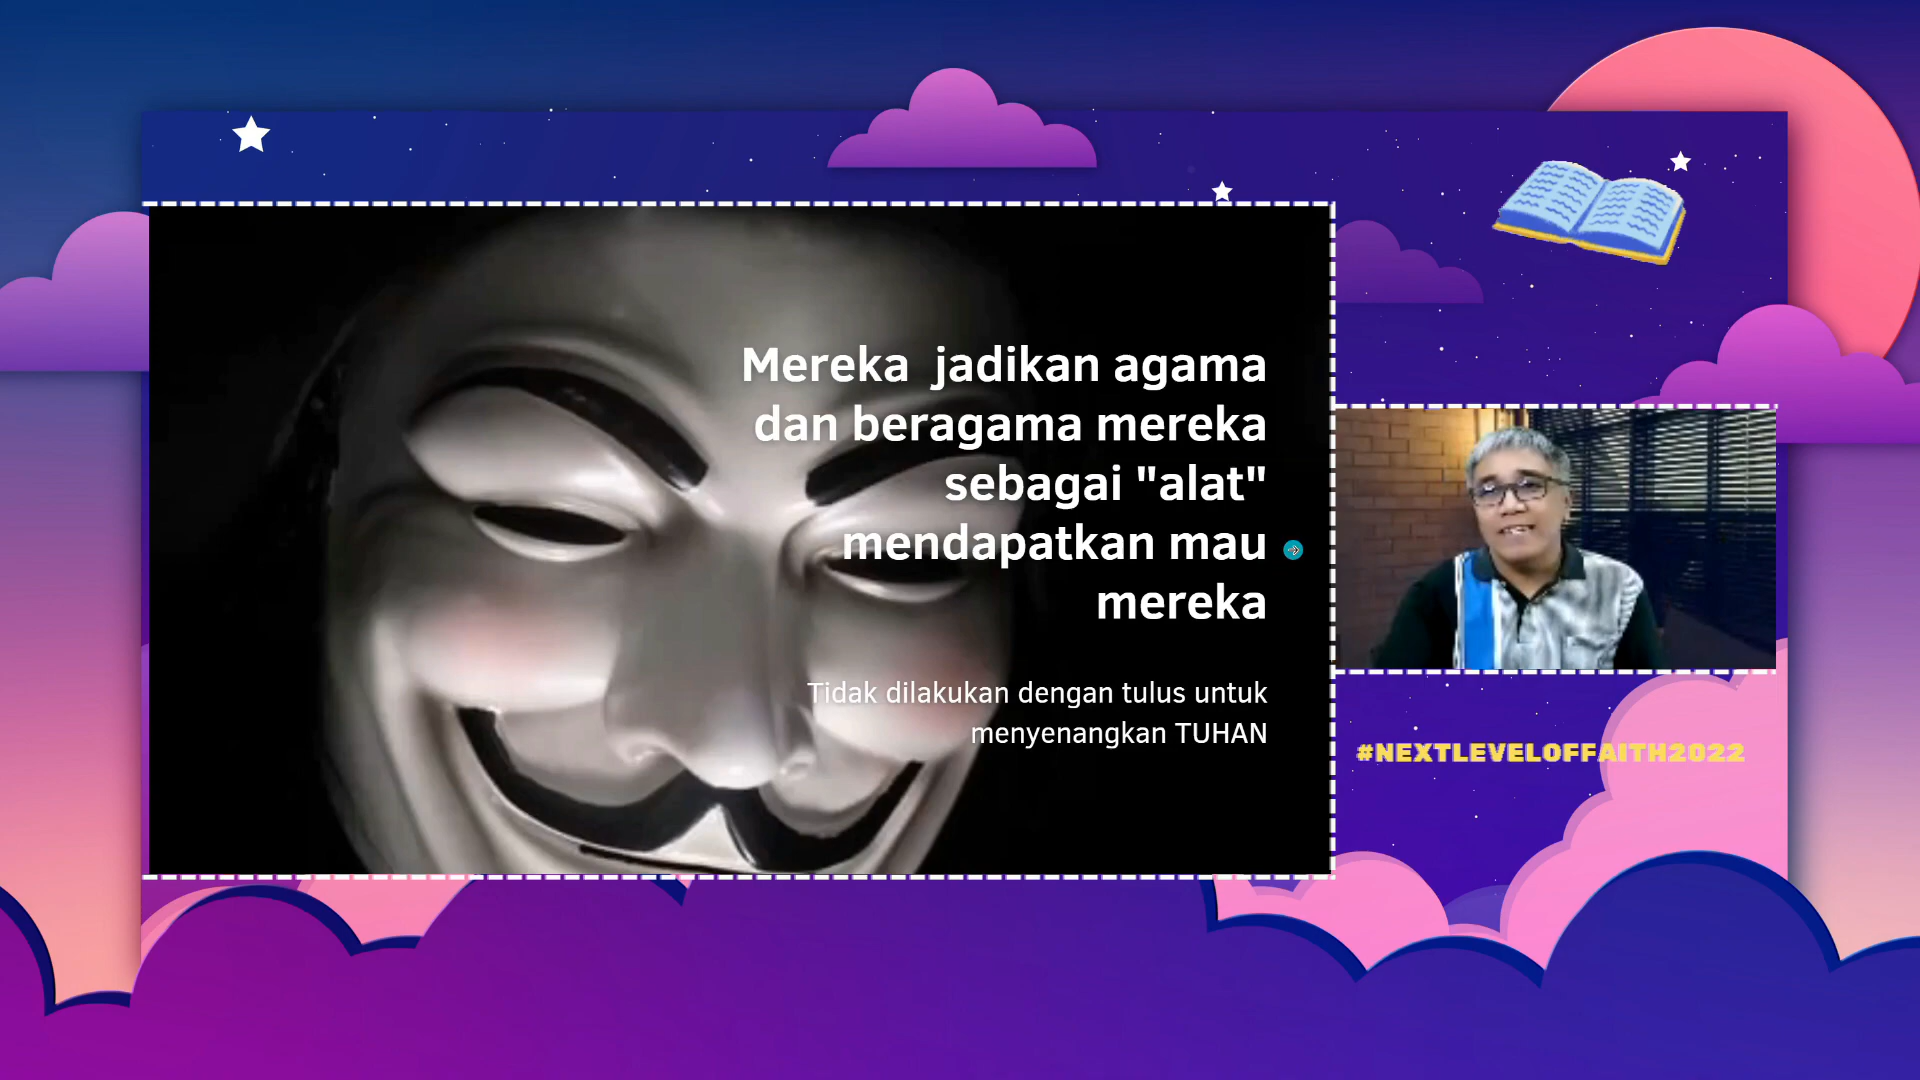 Mereka  jadikan agama
dan beragama mereka
sebagai "alat"
mendapatkan mau
mereka
Tidak dilakukan dengan tulus untuk
menyenangkan TUHAN
#NEXTLEVELOFFAITH2022